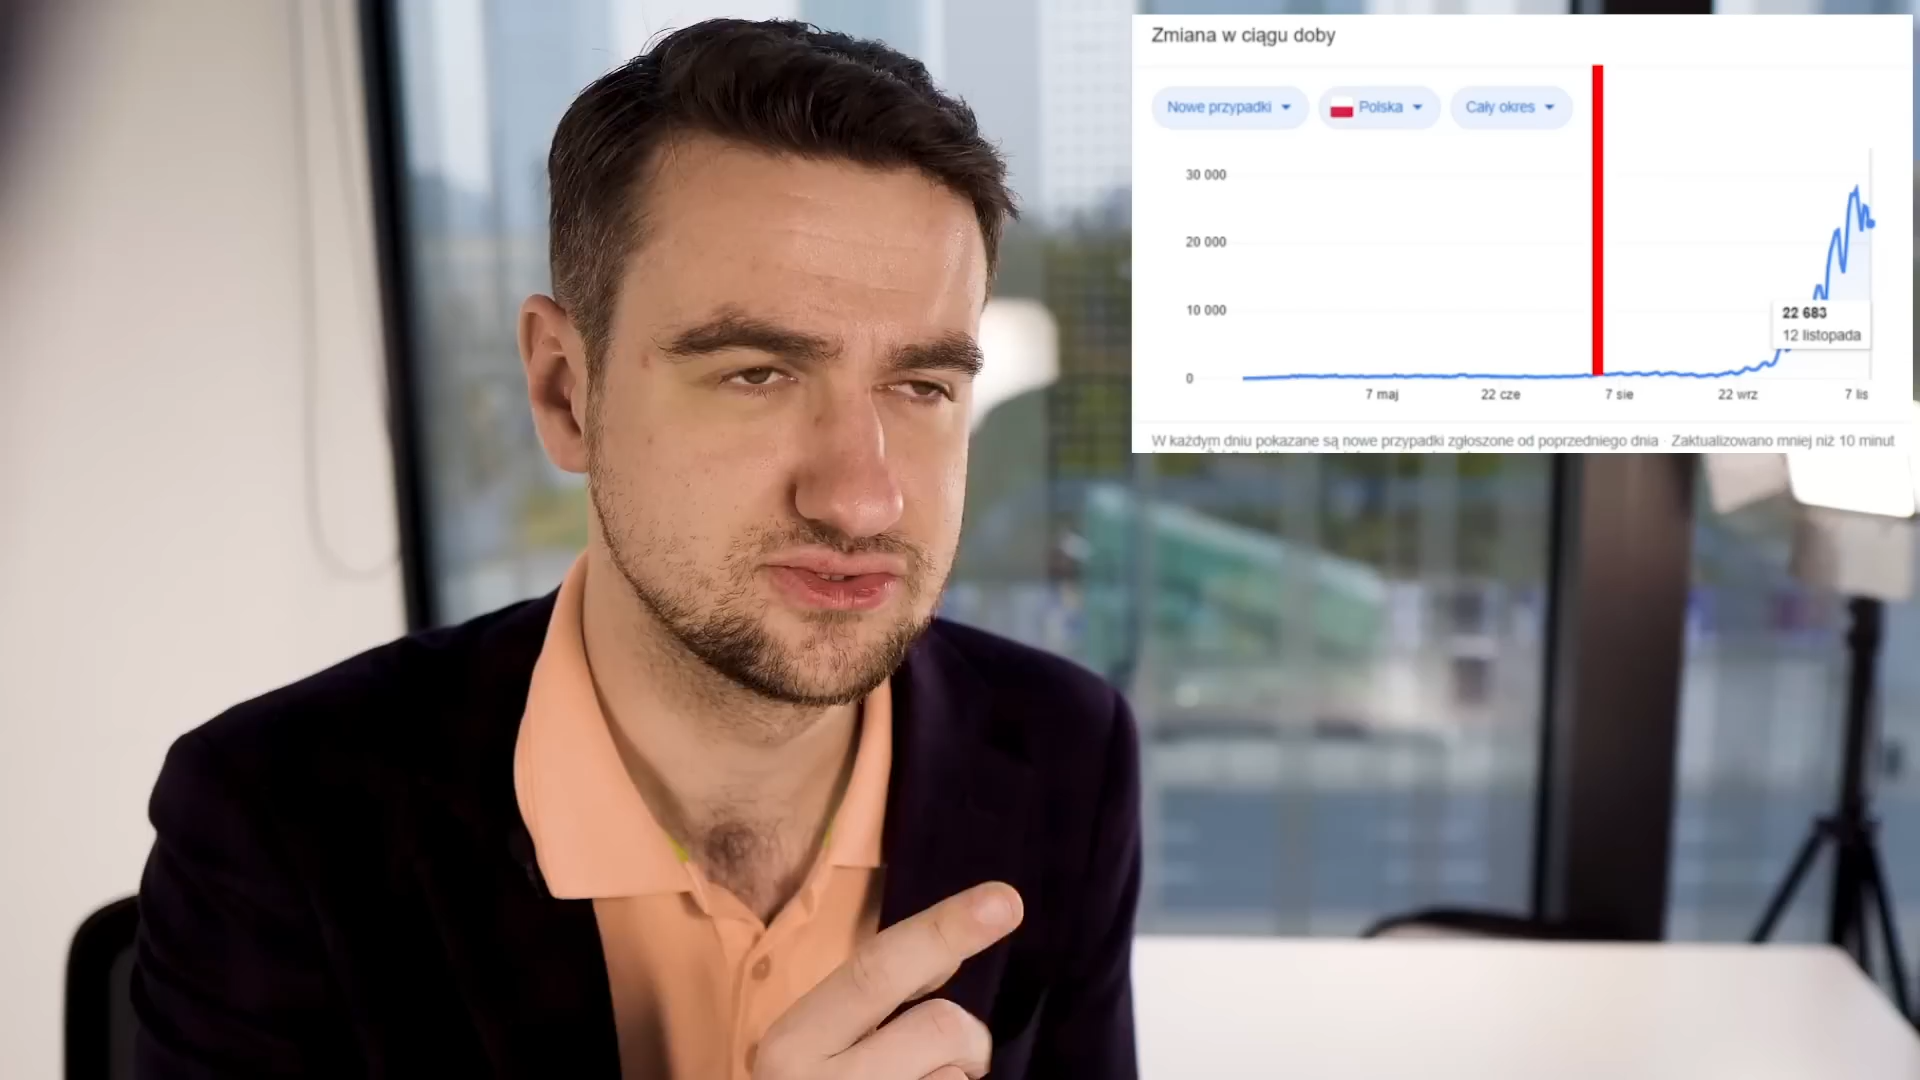 Zmiana w ciągu doby
Nowe przypadki
Polska
Cały okres
30 000
20 000
10 000
0
22 683
12 listopada
7 maj
22 cze
7 sie
22 wrz
7 lis
W każdym dniu pokazane są nowe przypadki zgłoszone od poprzedniego dnia · Zaktualizowano mniej niż 10 minut